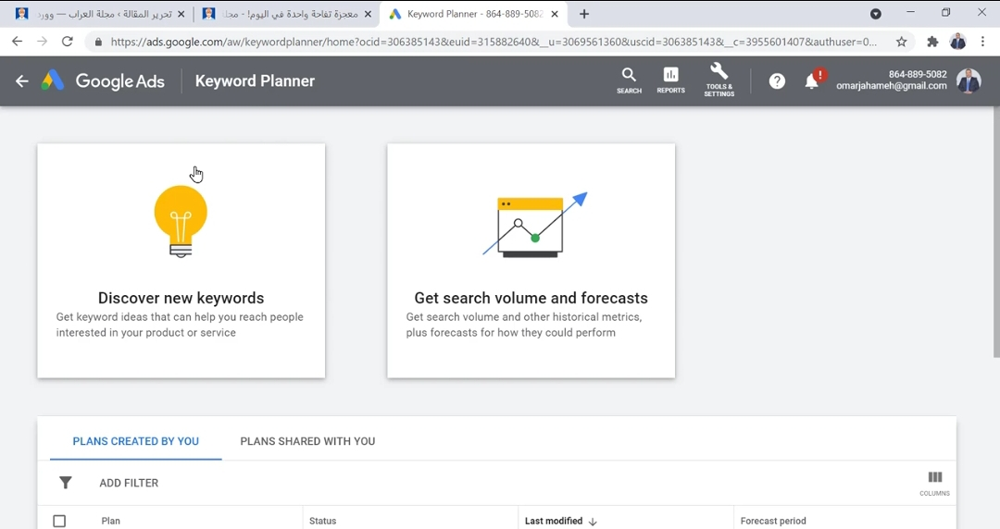 تحرير المقالة ‹ مجلة العراب — وورد
معجزة تفاحة واحدة في اليوم! - مجلة
Keyword Planner - 864-889-5082
https://ads.google.com/aw/keywordplanner/home?ocid=306385143&euid=315882640&__u=3069561360&uscid=306385143&__c=3955601407&authuser=0...
Google Ads
Keyword Planner
SEARCH
REPORTS
TOOLS &
SETTINGS
864-889-5082
omarjahameh@gmail.com
Discover new keywords
Get keyword ideas that can help you reach people
interested in your product or service
Get search volume and forecasts
Get search volume and other historical metrics,
plus forecasts for how they could perform
PLANS CREATED BY YOU
PLANS SHARED WITH YOU
ADD FILTER
COLUMNS
Plan
Status
Last modified
Forecast period